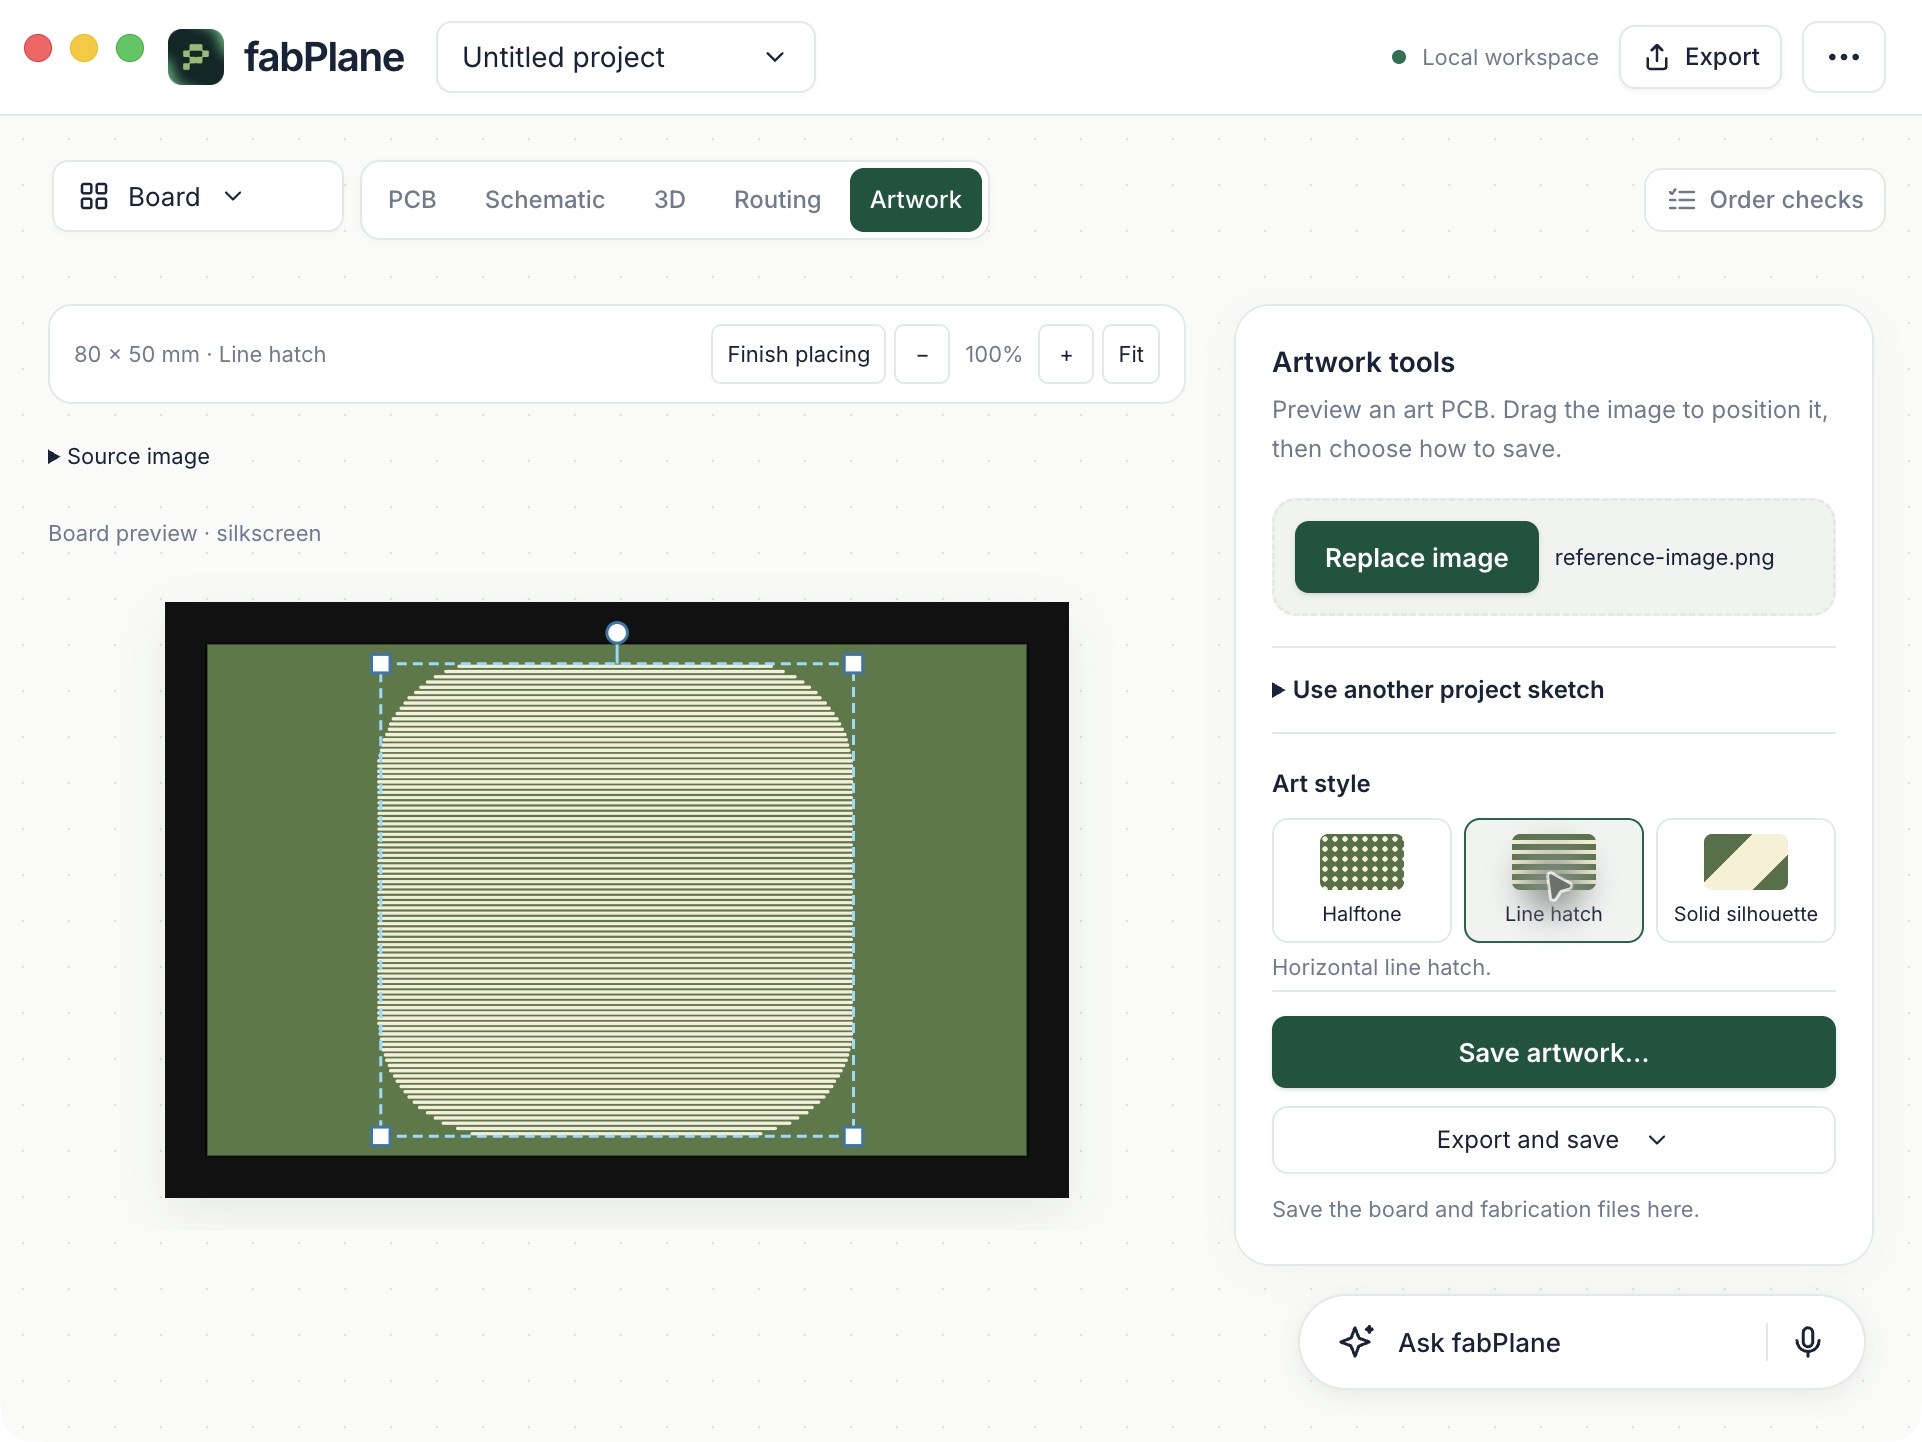 fabPlane
Untitled project
Local workspace
Export
Board
PCB
Schematic
3D
Routing
Artwork
Order checks
80 × 50 mm · Line hatch
Finish placing
−
100%
+
Fit
Source image
Board preview · silkscreen
Artwork tools
Preview an art PCB. Drag the image to position it,
then choose how to save.
Replace image
reference-image.png
Use another project sketch
Art style
Halftone
Line hatch
Solid silhouette
Horizontal line hatch.
Save artwork...
Export and save
Save the board and fabrication files here.
Ask fabPlane